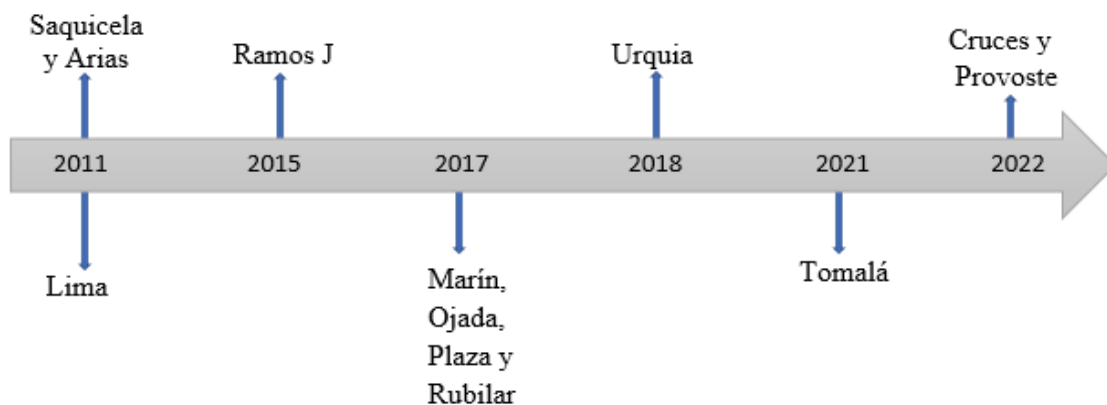 Saquicela
y Arias
Ramos J
Urquia
Cruces y
Provoste
2011
2015
2017
2018
2021
2022
Lima
Marín,
Ojada,
Plaza y
Rubilar
Tomalá